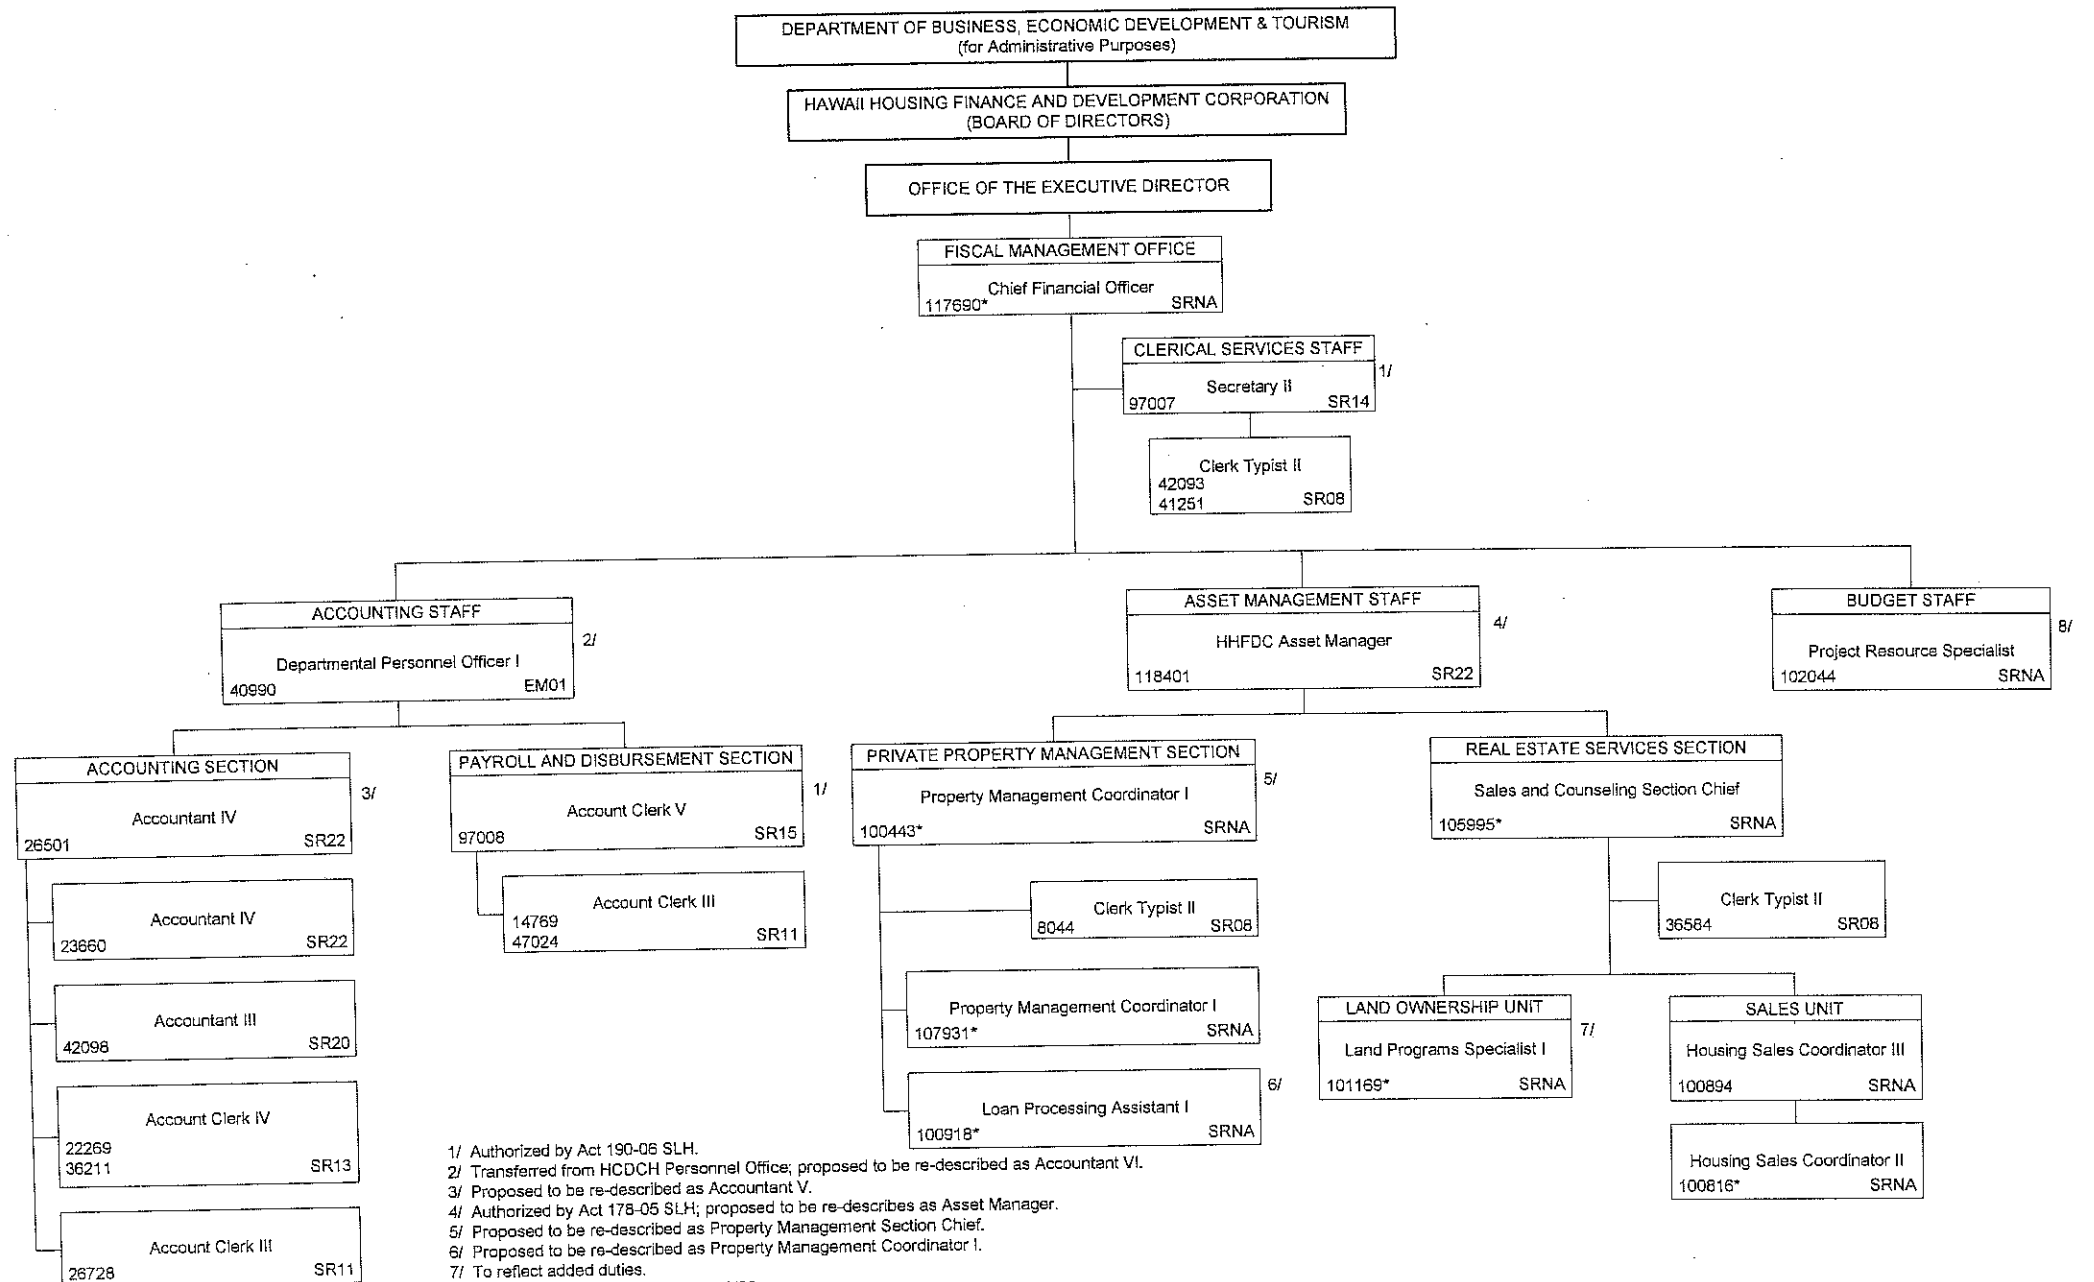 DEPARTMENT OF BUSINESS, ECONOMIC DEVELOPMENT & TOURISM
(for Administrative Purposes)
HAWAII HOUSING FINANCE AND DEVELOPMENT CORPORATION
(BOARD OF DIRECTORS)
OFFICE OF THE EXECUTIVE DIRECTOR
FISCAL MANAGEMENT OFFICE
Chief Financial Officer
117690* SRNA
CLERICAL SERVICES STAFF
1/
Secretary II
97007 SR14
Clerk Typist II
42093
41251 SR08
ACCOUNTING STAFF
2/
Departmental Personnel Officer I
40990 EM01
ASSET MANAGEMENT STAFF
4/
HHFDC Asset Manager
118401 SR22
BUDGET STAFF
8/
Project Resource Specialist
102044 SRNA
ACCOUNTING SECTION
3/
Accountant IV
26501 SR22
Accountant IV
23660 SR22
Accountant III
42098 SR20
Account Clerk IV
22269
36211 SR13
Account Clerk III
26728 SR11
PAYROLL AND DISBURSEMENT SECTION
1/
Account Clerk V
97008 SR15
Account Clerk III
14769
47024 SR11
PRIVATE PROPERTY MANAGEMENT SECTION
5/
Property Management Coordinator I
100443* SRNA
Clerk Typist II
8044 SR08
Property Management Coordinator I
107931* SRNA
6/
Loan Processing Assistant I
100918* SRNA
REAL ESTATE SERVICES SECTION
Sales and Counseling Section Chief
105995* SRNA
Clerk Typist II
36584 SR08
LAND OWNERSHIP UNIT
7/
Land Programs Specialist I
101169* SRNA
SALES UNIT
Housing Sales Coordinator III
100894 SRNA
Housing Sales Coordinator II
100816* SRNA
1/ Authorized by Act 190-06 SLH.
2/ Transferred from HCDCH Personnel Office; proposed to be re-described as Accountant VI.
3/ Proposed to be re-described as Accountant V.
4/ Authorized by Act 178-05 SLH; proposed to be re-describes as Asset Manager.
5/ Proposed to be re-described as Property Management Section Chief.
6/ Proposed to be re-described as Property Management Coordinator I.
7/ To reflect added duties.